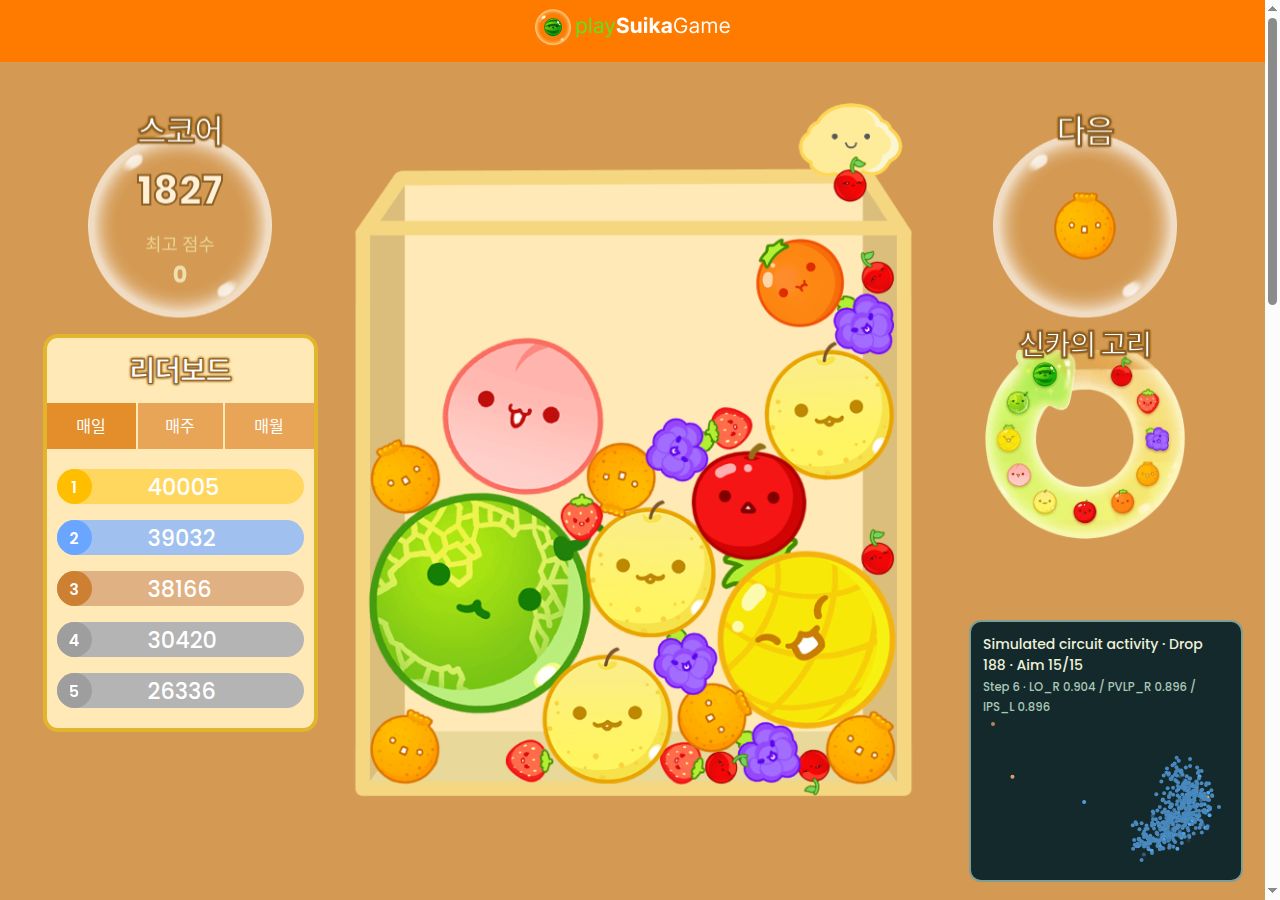 playSuikaGame
스코어
1827
최고 점수
0
리더보드
매일
매주
매월
1
40005
2
39032
3
38166
4
30420
5
26336
다음
신카의 고리
Simulated circuit activity · Drop
188 · Aim 15/15
Step 6 · LO_R 0.904 / PVLP_R 0.896 /
IPS_L 0.896